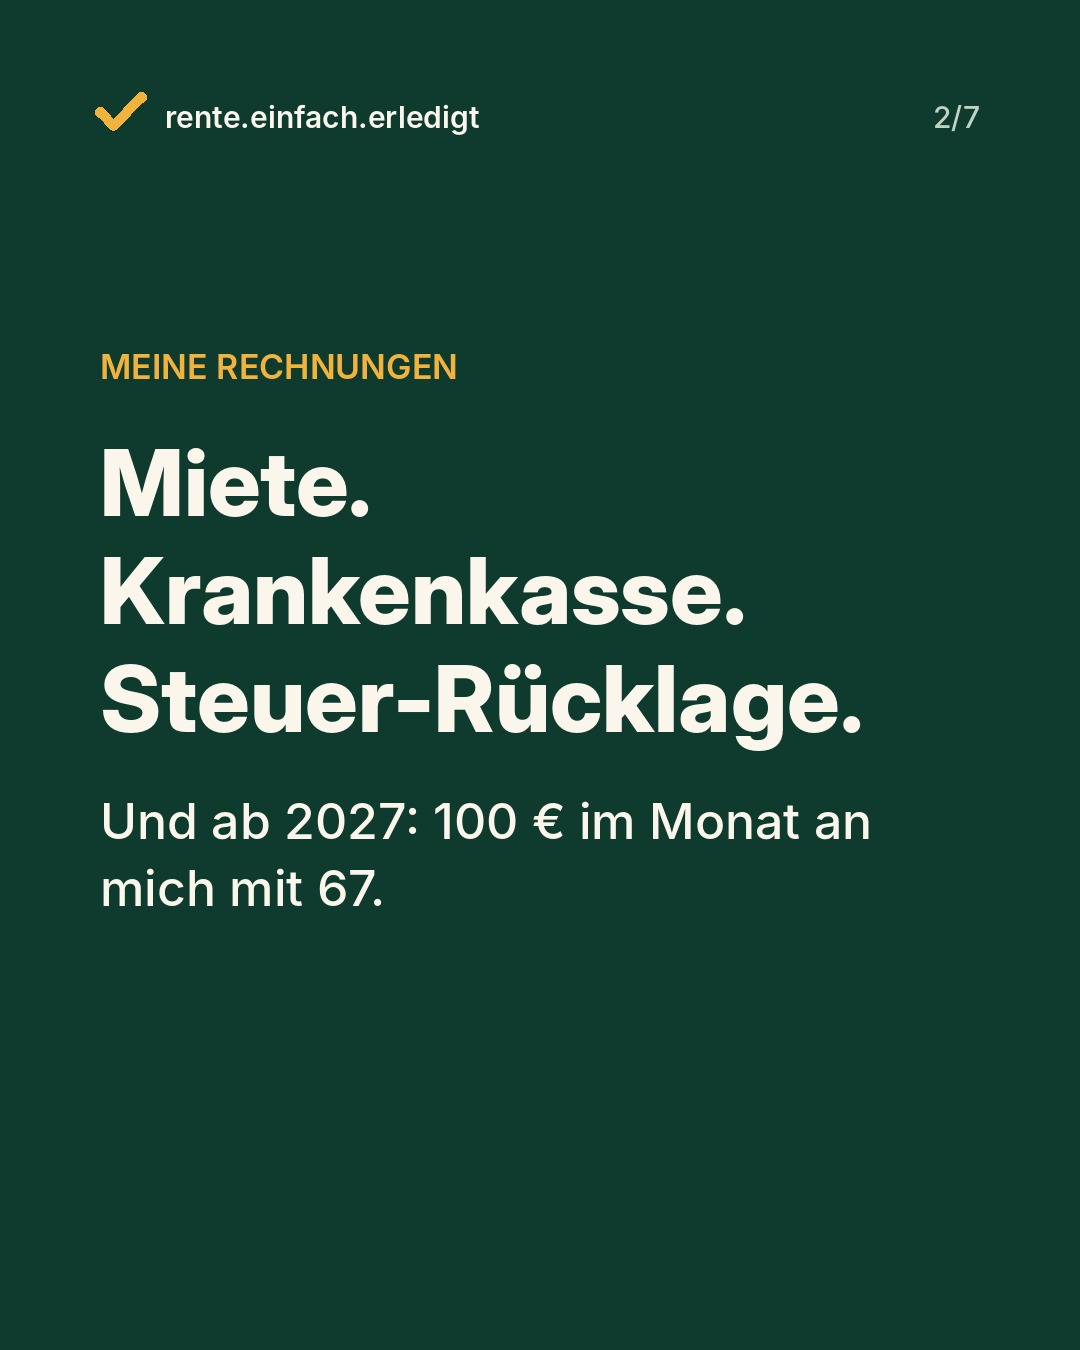 rente.einfach.erledigt
2/7
MEINE RECHNUNGEN
Miete.
Krankenkasse.
Steuer-Rücklage.
Und ab 2027: 100 € im Monat an
mich mit 67.